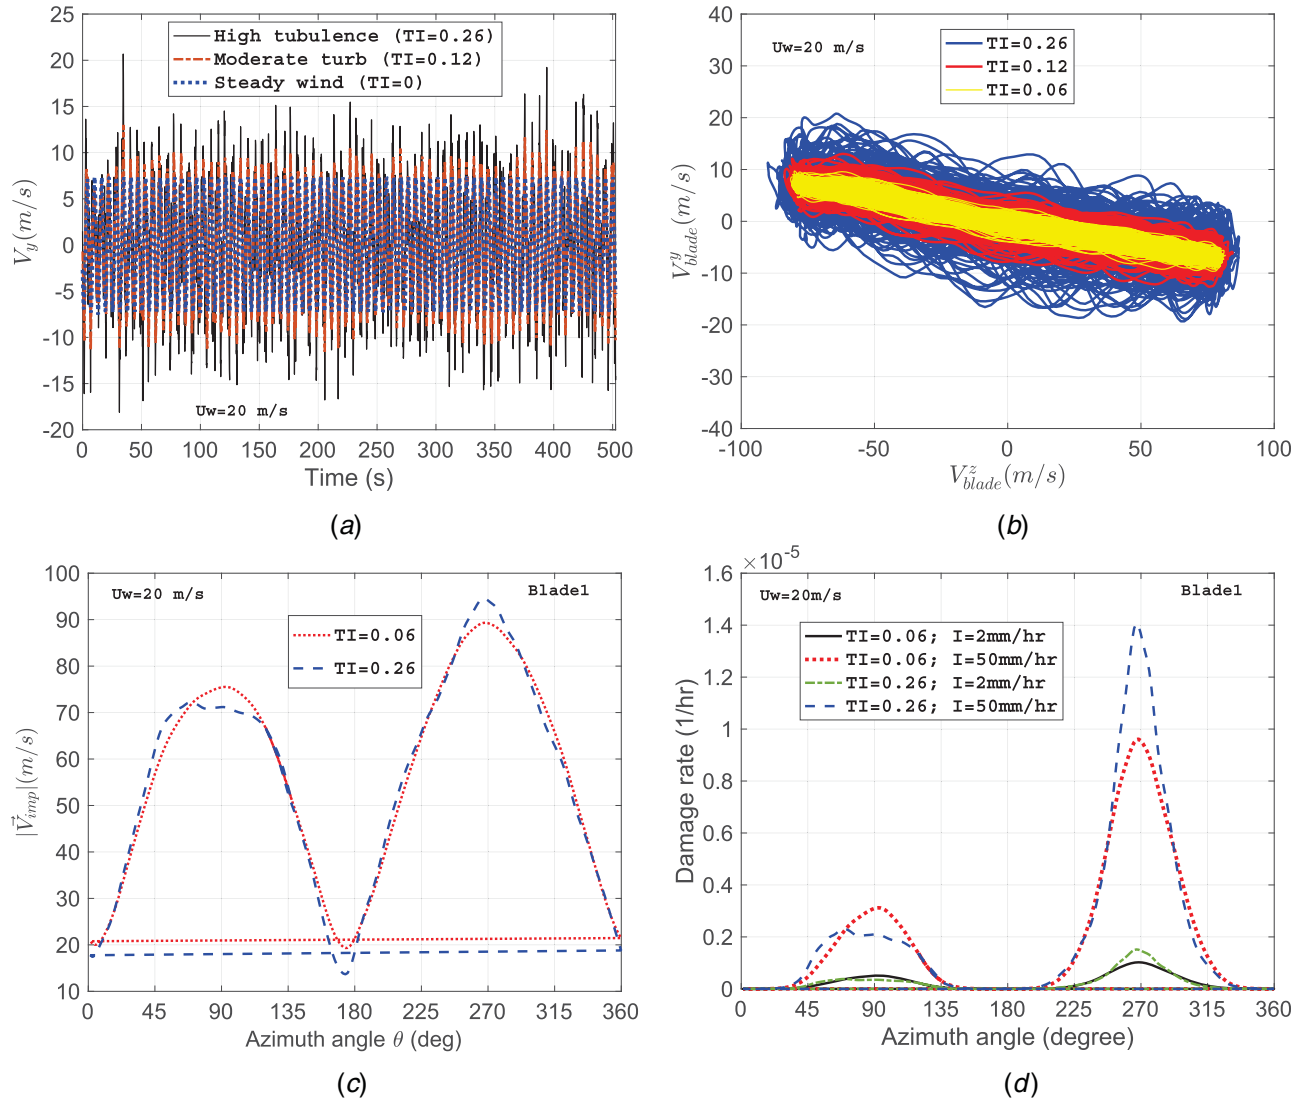 25
20
15
10
5
0
-5
-10
-15
-20
V_y(m/s)
High tubulence (TI=0.26)
Moderate turb (TI=0.12)
Steady wind (TI=0)
Uw=20 m/s
0 50 100 150 200 250 300 350 400 450 500
Time (s)
(a)
40
30
20
10
0
-10
-20
-30
-40
V^y_blade(m/s)
Uw=20 m/s
TI=0.26
TI=0.12
TI=0.06
-100 -50 0 50 100
V^z_blade(m/s)
(b)
100
90
80
70
60
50
40
30
20
10
|V⃗_imp|(m/s)
Uw=20 m/s
Blade1
TI=0.06
TI=0.26
0 45 90 135 180 225 270 315 360
Azimuth angle θ (deg)
(c)
×10^-5
1.6
1.4
1.2
1
0.8
0.6
0.4
0.2
0
Damage rate (1/hr)
Uw=20m/s
Blade1
TI=0.06; I=2mm/hr
TI=0.06; I=50mm/hr
TI=0.26; I=2mm/hr
TI=0.26; I=50mm/hr
0 45 90 135 180 225 270 315 360
Azimuth angle (degree)
(d)